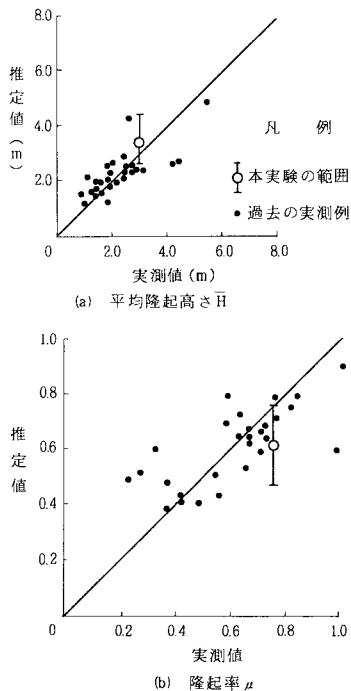 8.0
6.0
4.0
2.0
0
2.0
4.0
6.0
8.0
推定値(m)
実測値(m)
凡 例
本実験の範囲
過去の実測例
(a) 平均隆起高さH̅
1.0
0.8
0.6
0.4
0.2
0
0.2
0.4
0.6
0.8
1.0
推定値
実測値
(b) 隆起率μ